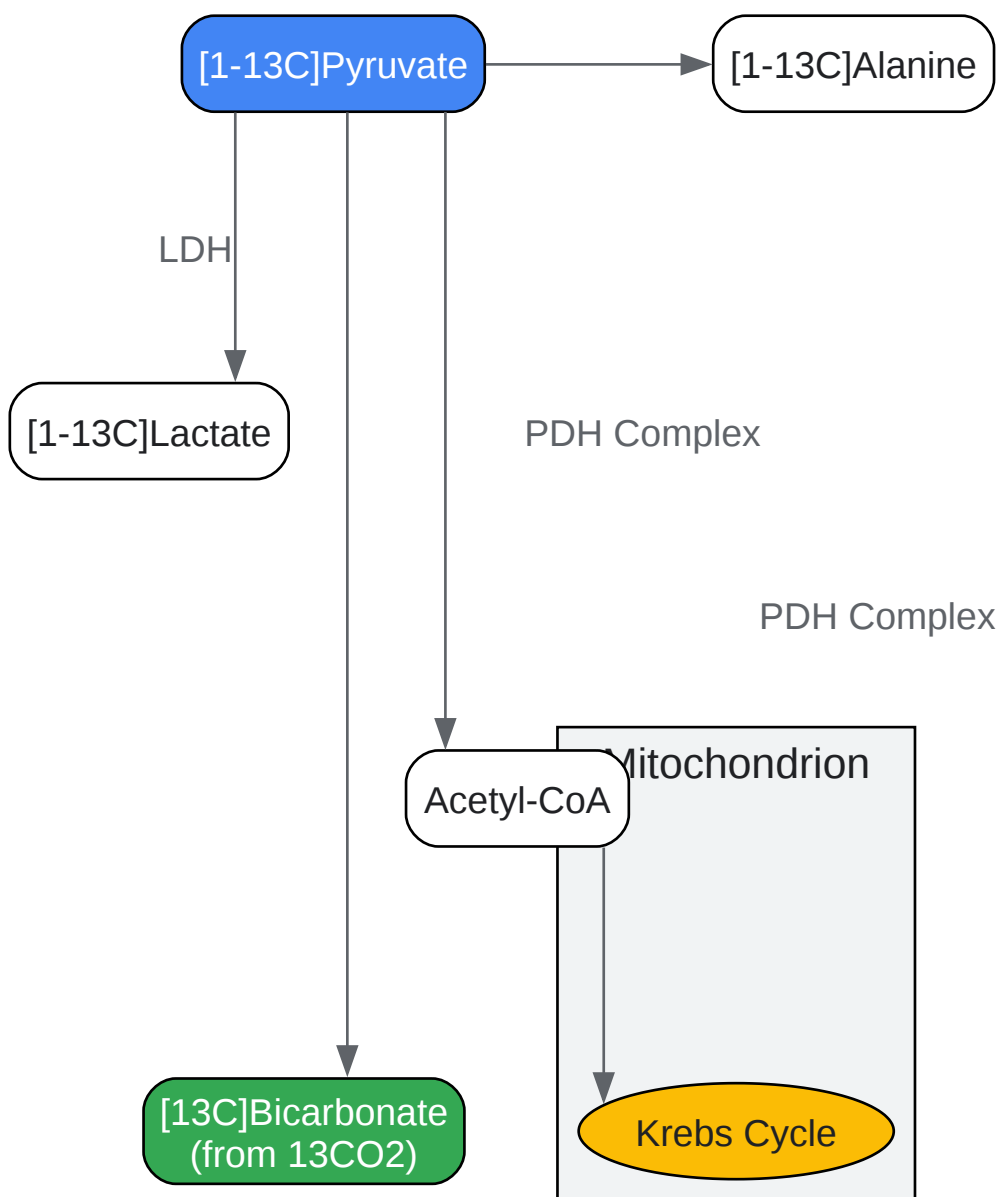 [1-13C]Pyruvate
[1-13C]Alanine
LDH
[1-13C]Lactate
PDH Complex
PDH Complex
Mitochondrion
Acetyl-CoA
[13C]Bicarbonate
(from 13CO2)
Krebs Cycle